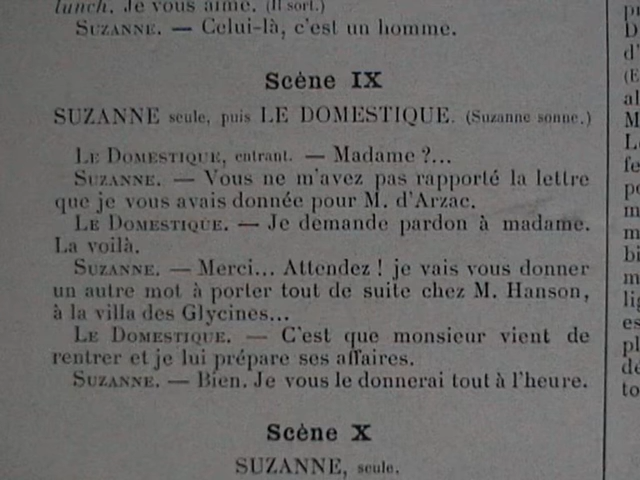 lunch. Je vous aime. (Il sort.)
SUZANNE. — Celui-là, c'est un homme.
Scène IX
SUZANNE seule, puis LE DOMESTIQUE. (Suzanne sonne.)
LE DOMESTIQUE, entrant. — Madame ?...
SUZANNE. — Vous ne m'avez pas rapporté la lettre
que je vous avais donnée pour M. d'Arzac.
LE DOMESTIQUE. — Je demande pardon à madame.
La voilà.
SUZANNE. — Merci... Attendez ! je vais vous donner
un autre mot à porter tout de suite chez M. Hanson,
à la villa des Glycines...
LE DOMESTIQUE. — C'est que monsieur vient de
rentrer et je lui prépare ses affaires.
SUZANNE. — Bien. Je vous le donnerai tout à l'heure.
Scène X
SUZANNE, seule.